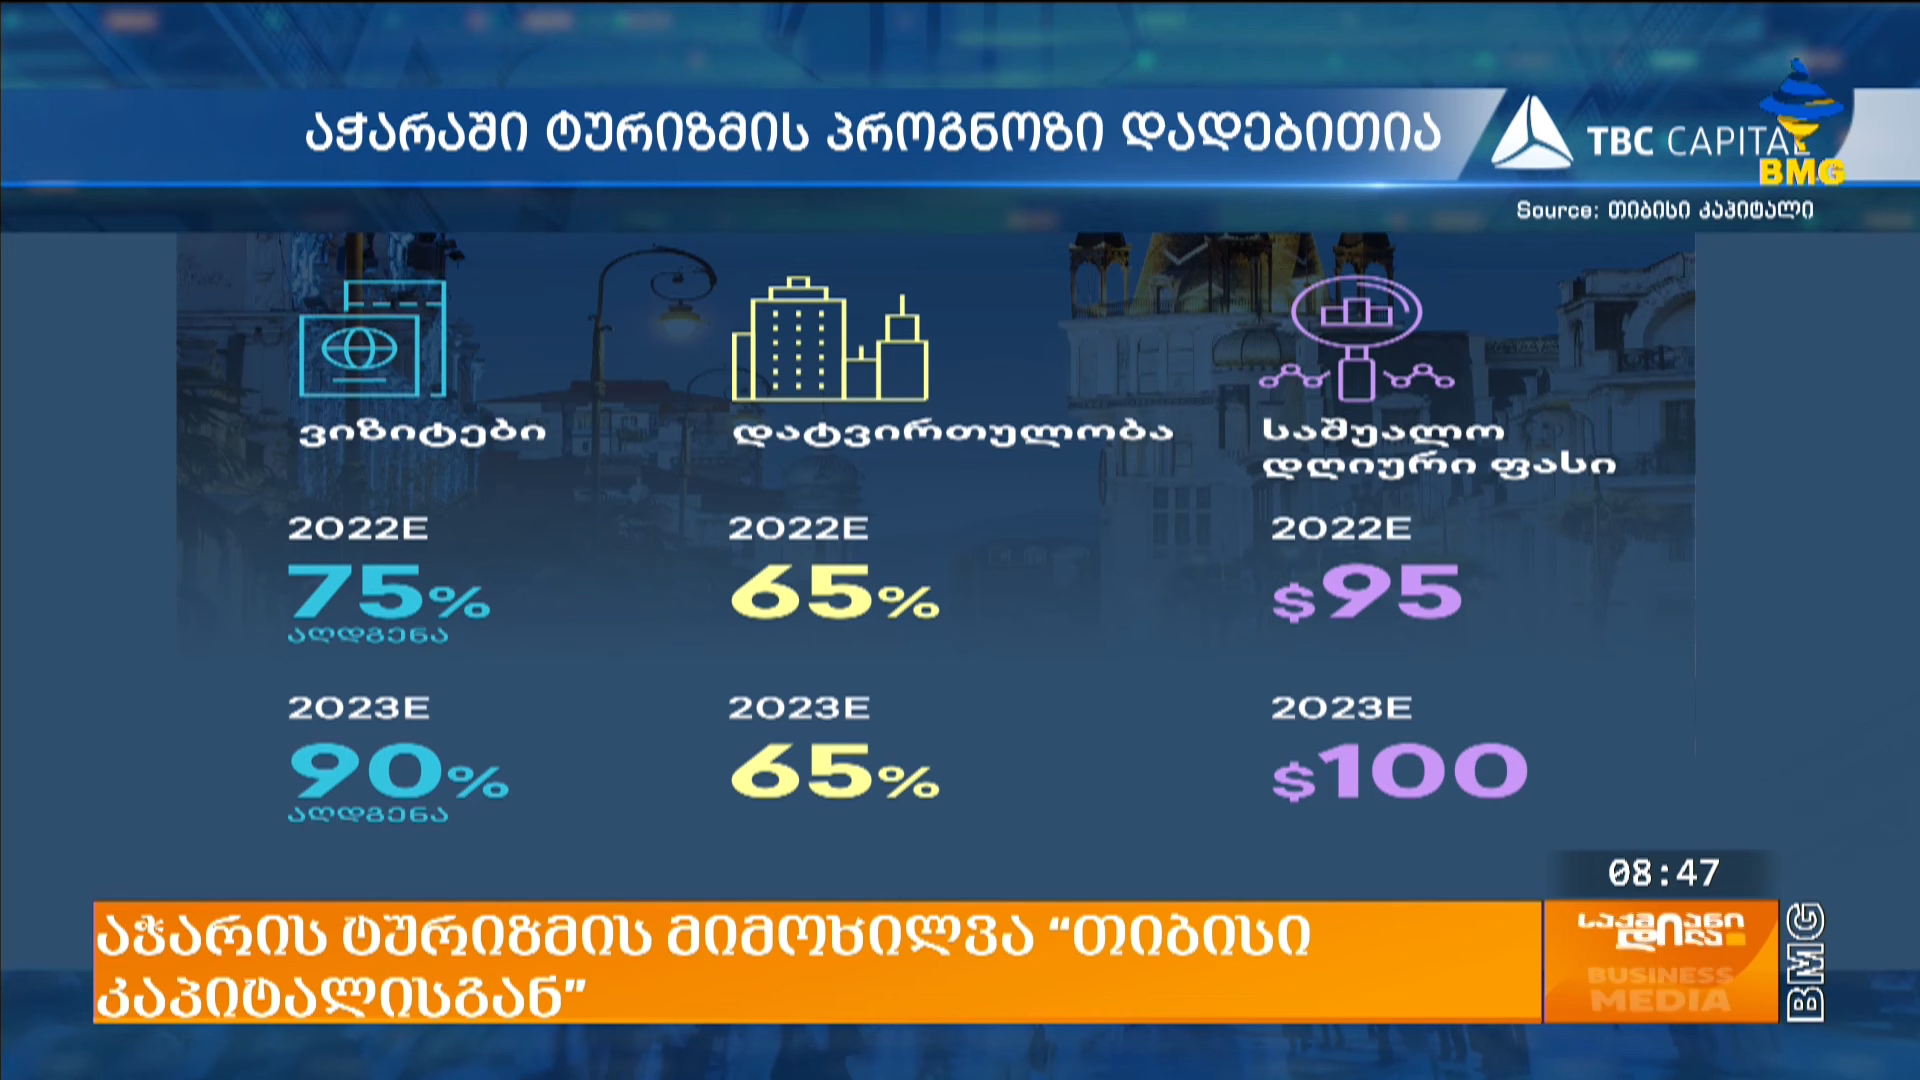 აჭარაში ტურიზმის პროგნოზი დადებითია
TBC CAPITAL
BMG
Source: თიბისი კაპიტალი
ვიზიტები
დატვირთულობა
საშუალო
დღიური ფასი
2022E
2022E
2022E
75%
65%
$95
აღდგენა
2023E
2023E
2023E
90%
65%
$100
აღდგენა
08:47
აჭარის ტურიზმის მიმოხილვა “თიბისი
კაპიტალისგან”
საქმიანი
დილა
BUSINESS
MEDIA
BMG